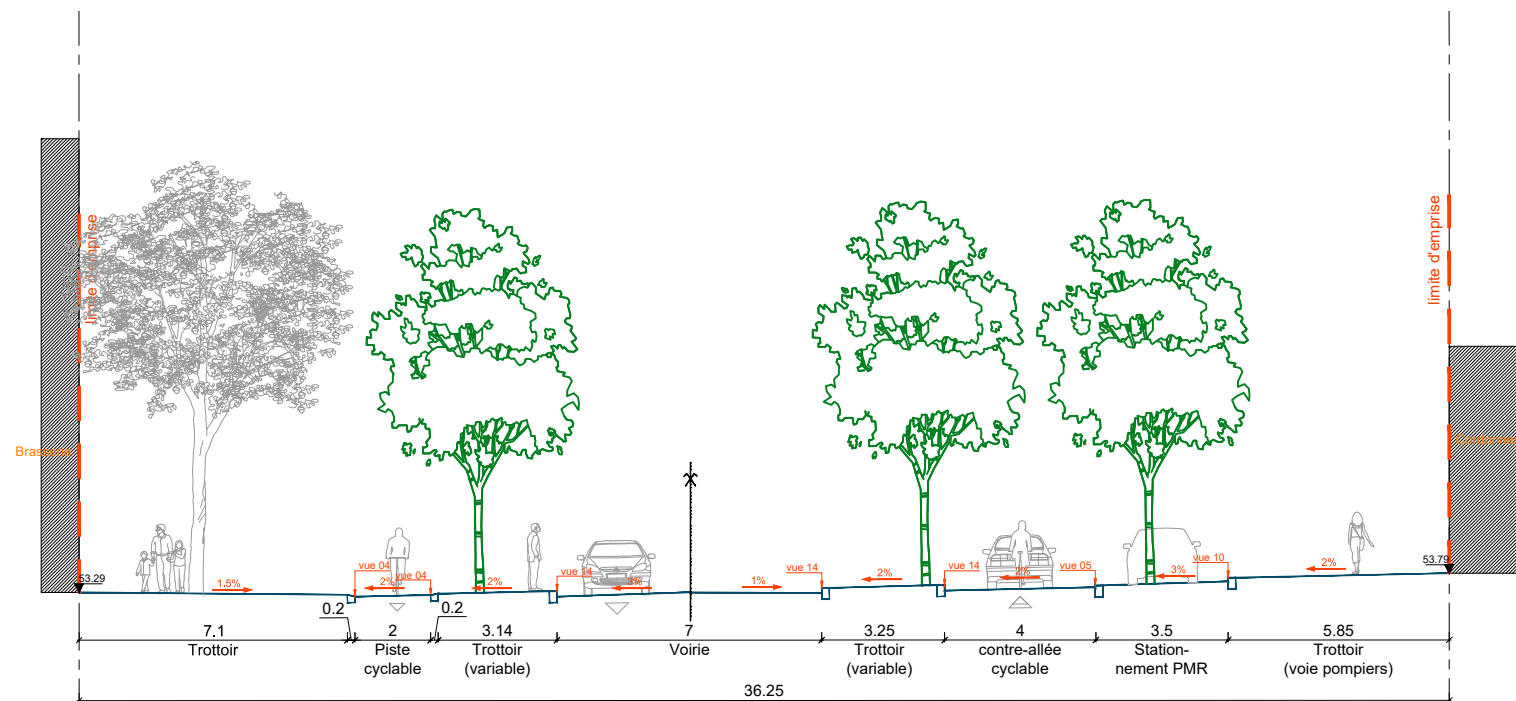 limite d'emprise
limite d'emprise
53.29
1.5%
vue 04
2%
vue 04
2%
vue 14
3%
1%
vue 14
2%
vue 14
2%
vue 05
3%
vue 10
2%
53.79
0.2
0.2
7.1
2
3.14
7
3.25
4
3.5
5.85
Trottoir
Piste
cyclable
Trottoir
(variable)
Voirie
Trottoir
(variable)
contre-allée
cyclable
Station-
nement PMR
Trottoir
(voie pompiers)
36.25